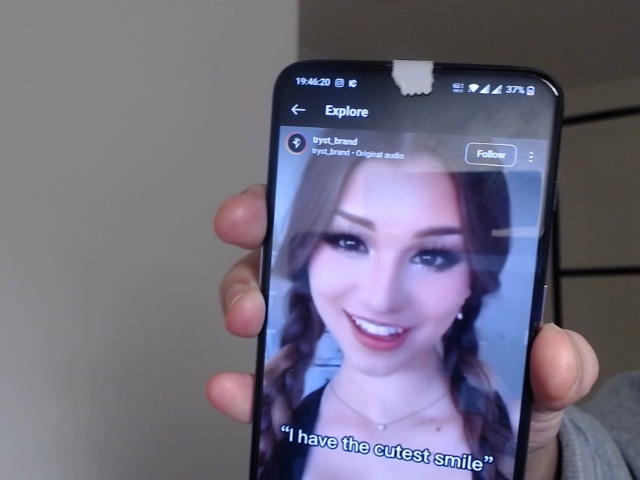 19:46:20
37%
Explore
tryst_brand
tryst_brand • Original audio
Follow
“I have the cutest smile”